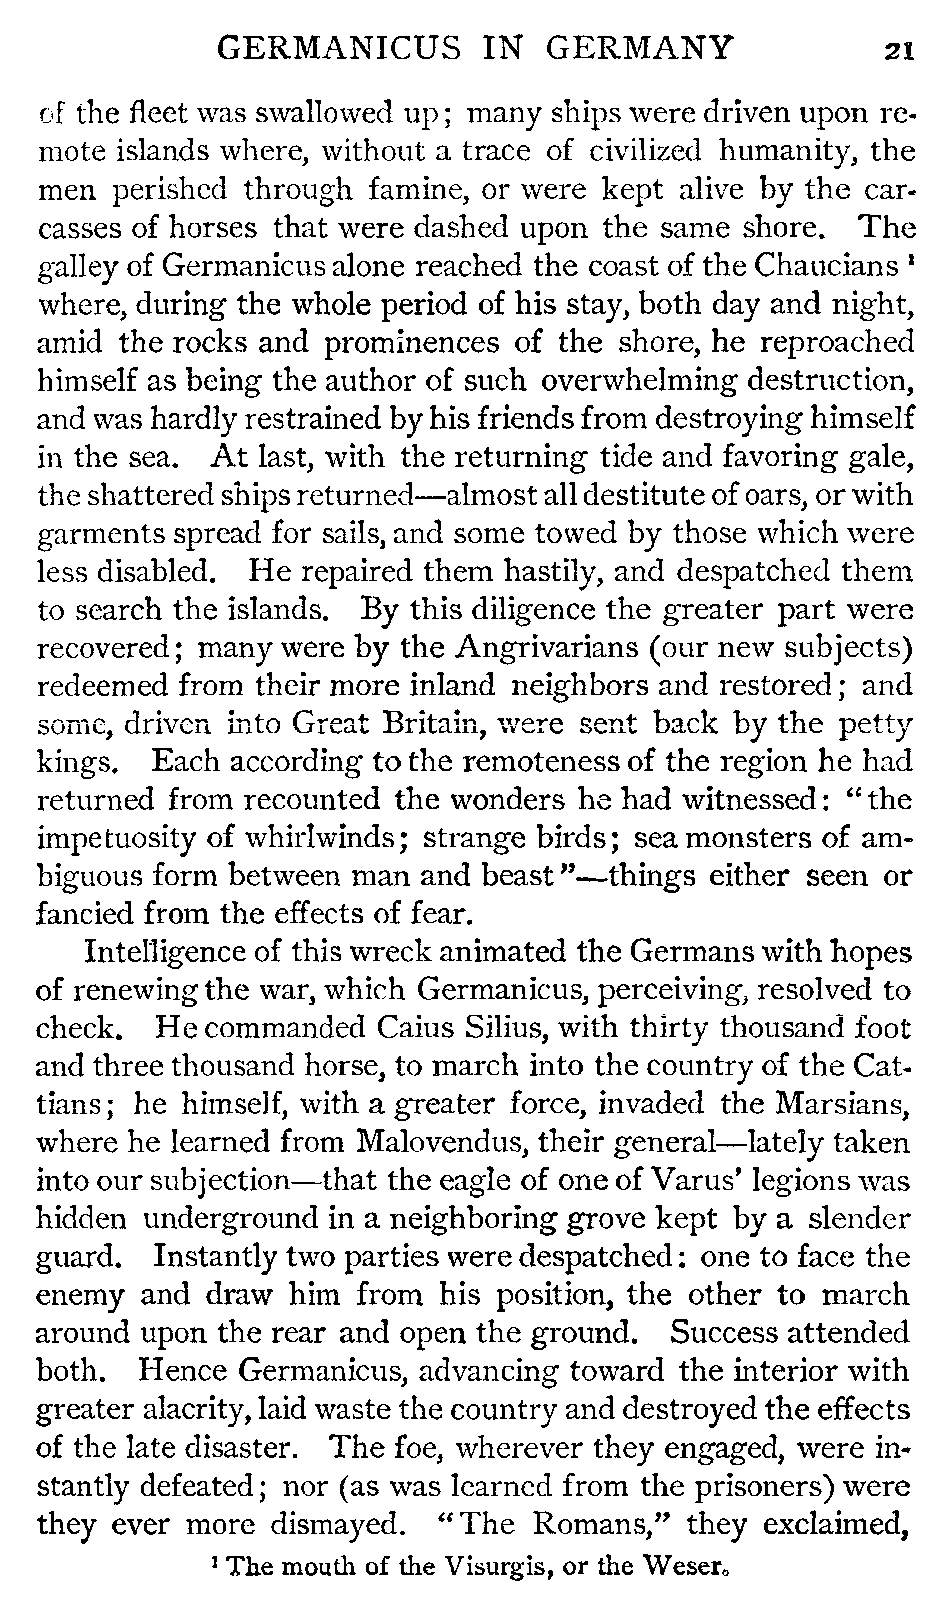 GERMANICUS IN GERMANY 21
of the fleet was swallowed up; many ships were driven upon re-
mote islands where, without a trace of civilized humanity, the
men perished through famine, or were kept alive by the car-
casses of horses that were dashed upon the same shore. The
galley of Germanicus alone reached the coast of the Chaucians ¹
where, during the whole period of his stay, both day and night,
amid the rocks and prominences of the shore, he reproached
himself as being the author of such overwhelming destruction,
and was hardly restrained by his friends from destroying himself
in the sea. At last, with the returning tide and favoring gale,
the shattered ships returned—almost all destitute of oars, or with
garments spread for sails, and some towed by those which were
less disabled. He repaired them hastily, and despatched them
to search the islands. By this diligence the greater part were
recovered; many were by the Angrivarians (our new subjects)
redeemed from their more inland neighbors and restored; and
some, driven into Great Britain, were sent back by the petty
kings. Each according to the remoteness of the region he had
returned from recounted the wonders he had witnessed: "the
impetuosity of whirlwinds; strange birds; sea monsters of am-
biguous form between man and beast"—things either seen or
fancied from the effects of fear.
Intelligence of this wreck animated the Germans with hopes
of renewing the war, which Germanicus, perceiving, resolved to
check. He commanded Caius Silius, with thirty thousand foot
and three thousand horse, to march into the country of the Cat-
tians; he himself, with a greater force, invaded the Marsians,
where he learned from Malovendus, their general—lately taken
into our subjection—that the eagle of one of Varus' legions was
hidden underground in a neighboring grove kept by a slender
guard. Instantly two parties were despatched: one to face the
enemy and draw him from his position, the other to march
around upon the rear and open the ground. Success attended
both. Hence Germanicus, advancing toward the interior with
greater alacrity, laid waste the country and destroyed the effects
of the late disaster. The foe, wherever they engaged, were in-
stantly defeated; nor (as was learned from the prisoners) were
they ever more dismayed. "The Romans," they exclaimed,
¹ The mouth of the Visurgis, or the Weser.